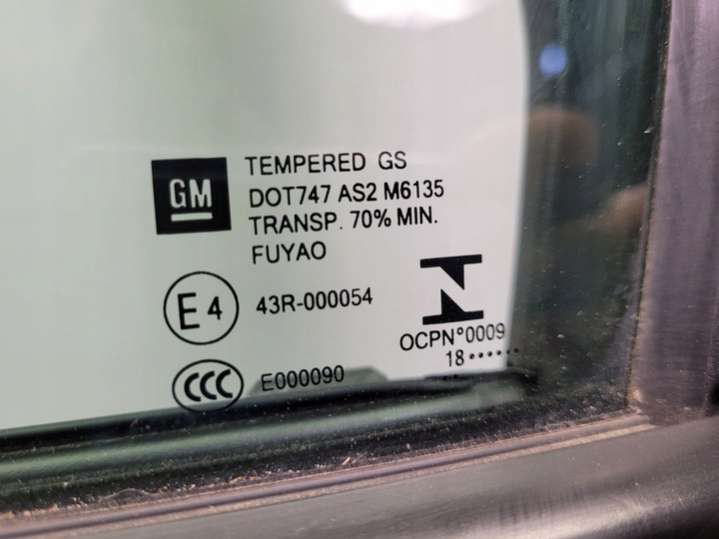 GM
TEMPERED GS
DOT747 AS2 M6135
TRANSP. 70% MIN.
FUYAO
E4
43R-000054
OCPN°0009
18••••••
CCC
E000090